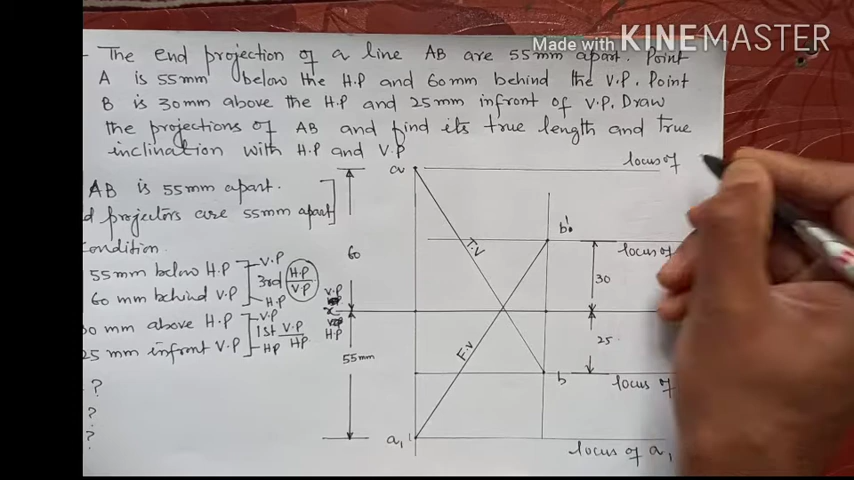 Made with KINEMASTER
The end projection of a line AB are 55mm apart. Point
A is 55mm below the H.P and 60mm behind the V.P. Point
B is 30mm above the H.P and 25mm infront of V.P. Draw
the projections of AB and find its true length and True
inclination with H.P and V.P
AB is 55mm apart.
d projectors are 55mm apart
condition.
55mm below H.P V.P
60 mm behind V.P H.P
3rd H.P V.P
0 mm above H.P V.P
25 mm infront V.P HP
1st V.P HP
?
?
?
a
locus of
b'
T.V
locus of
60
30
V.P
H.P
x
25
55mm
F.V
b
locus of
a1
locus of a1